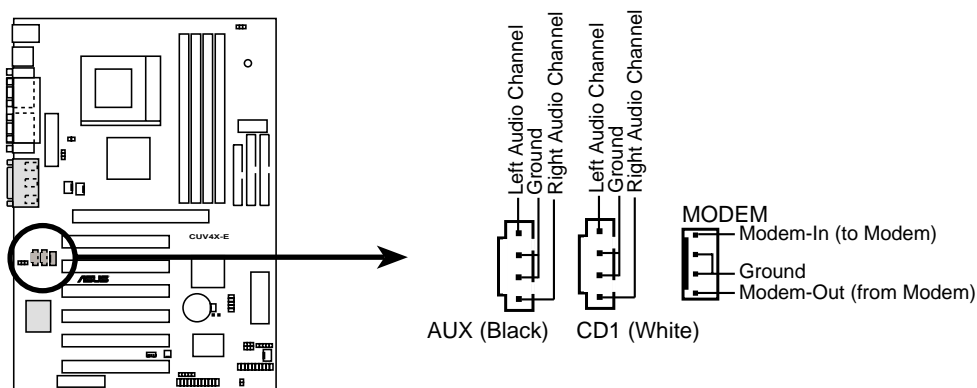 CUV4X-E
ASUS
Left Audio Channel
Ground
Right Audio Channel
AUX (Black)
Left Audio Channel
Ground
Right Audio Channel
CD1 (White)
MODEM
Modem-In (to Modem)
Ground
Modem-Out (from Modem)